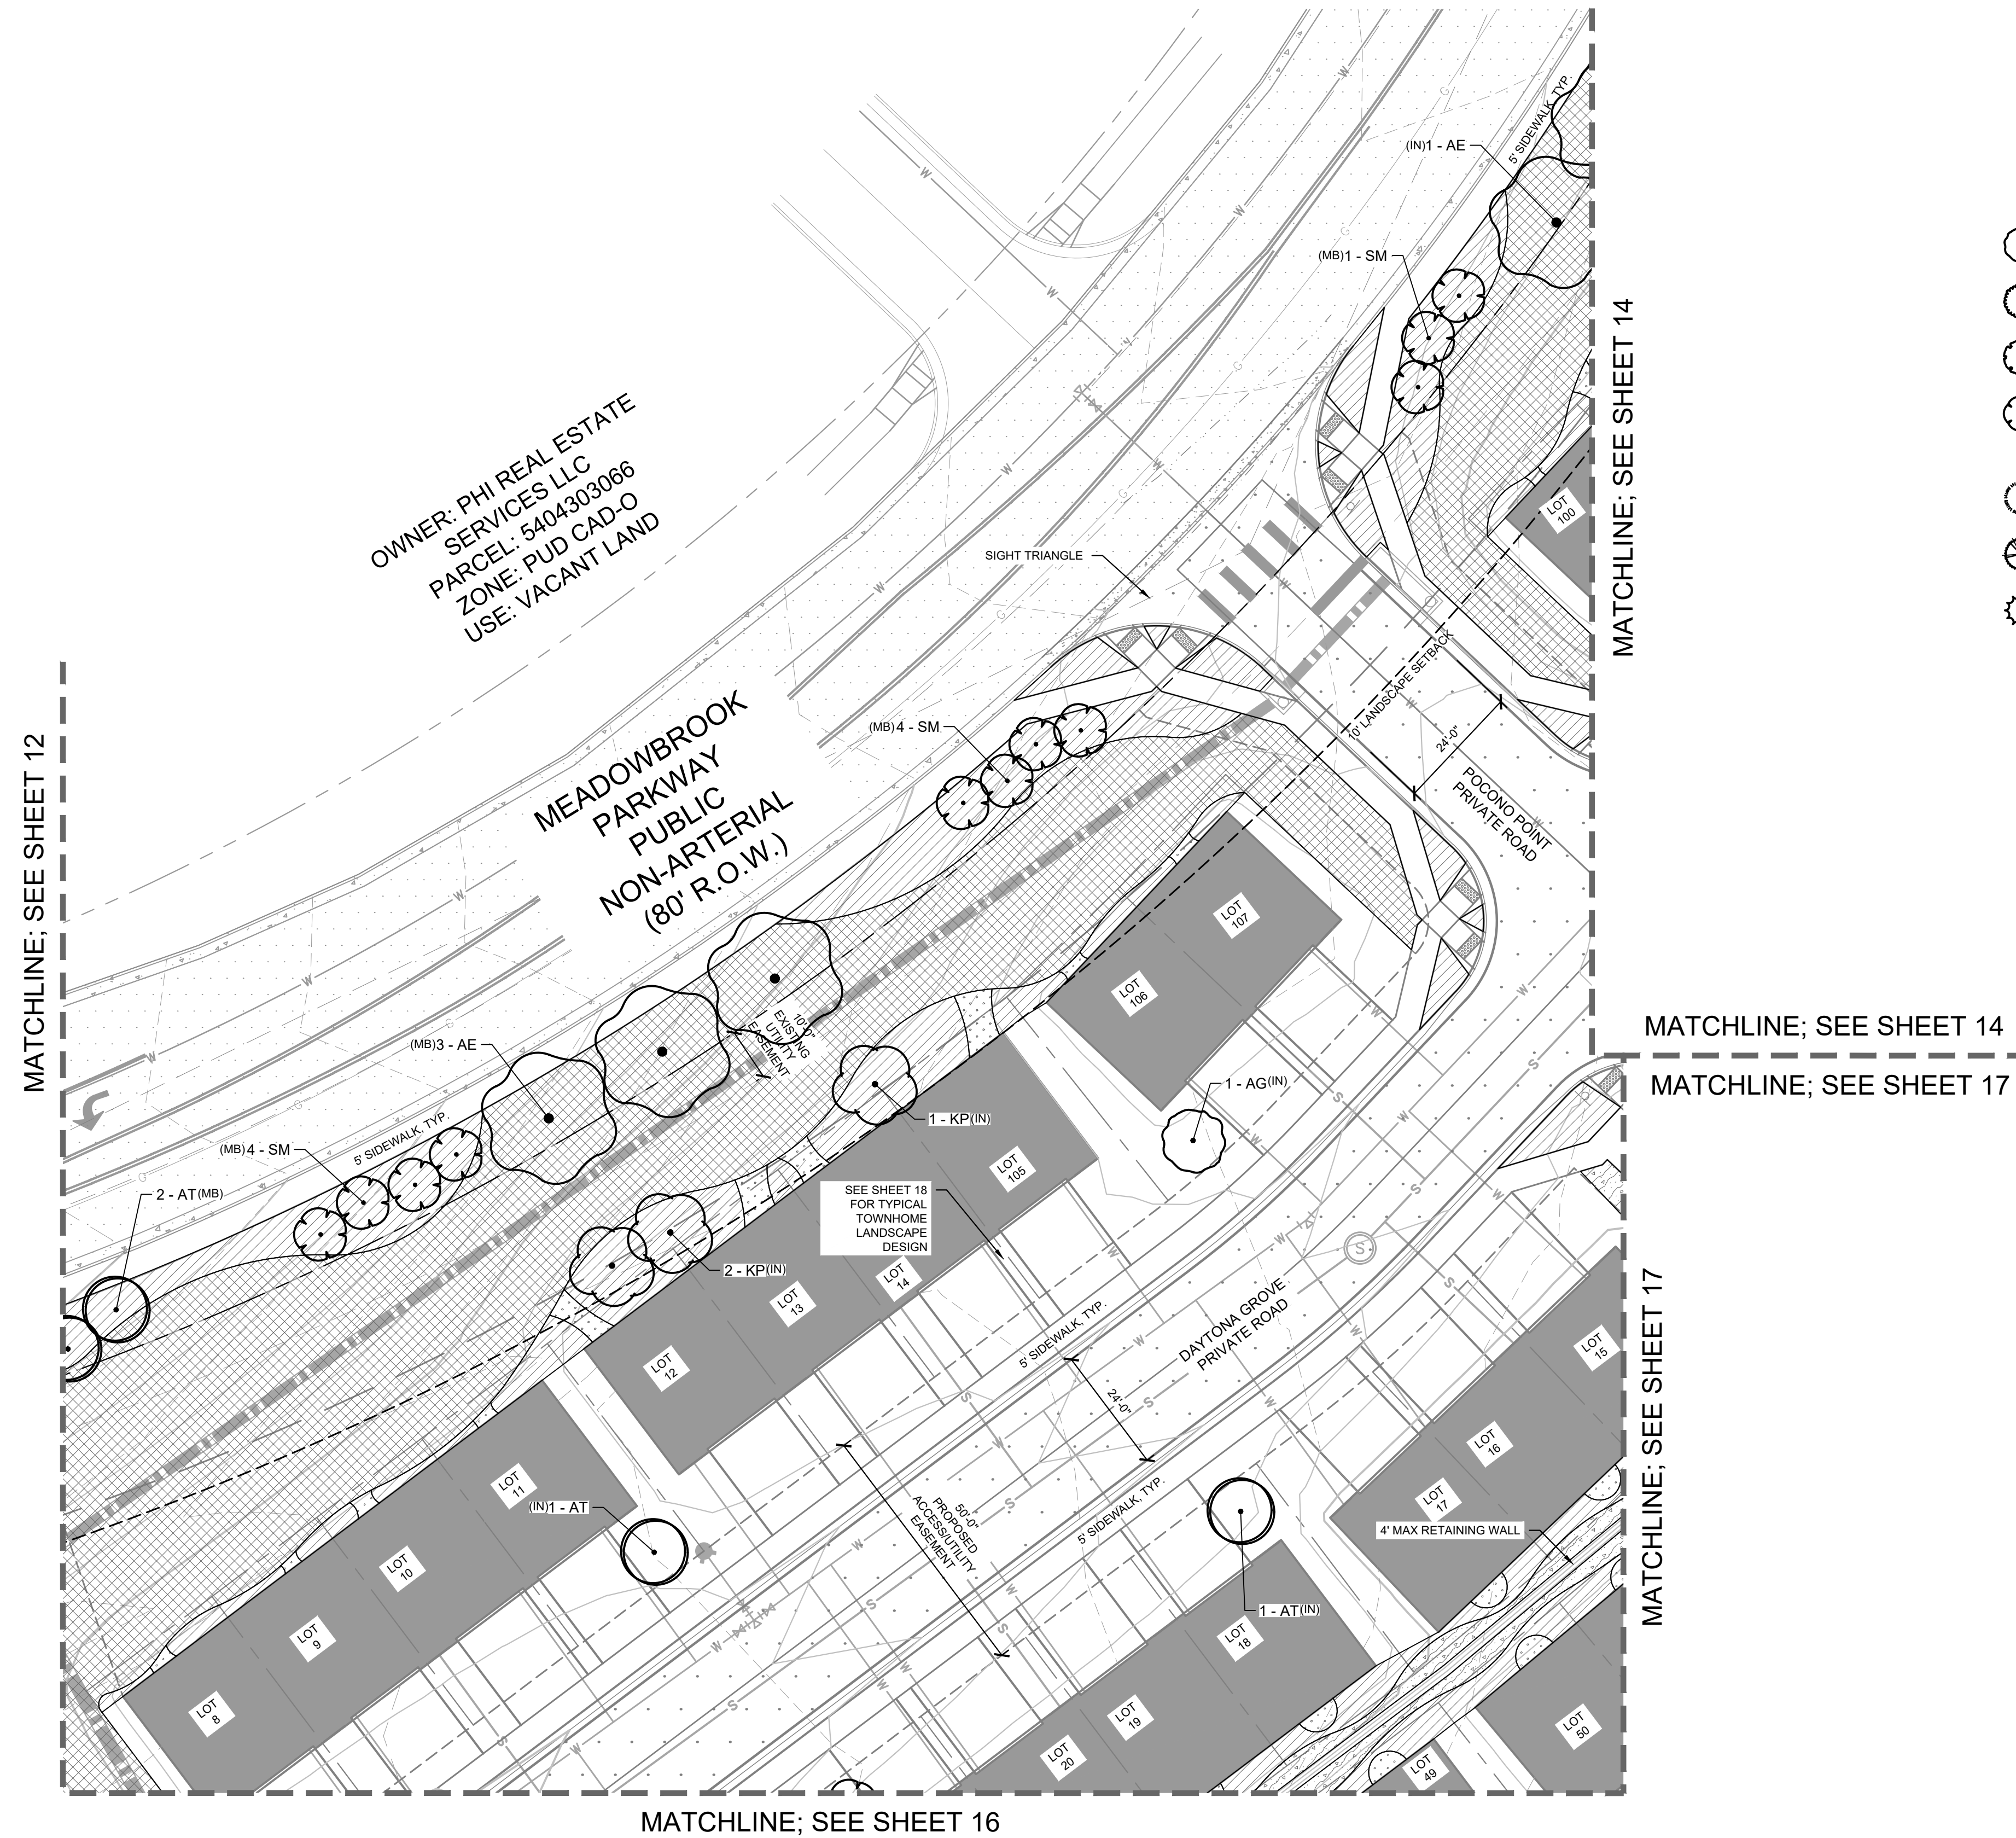 5' SIDEWALK, TYP.
(IN)1 - AE
(MB)1 - SM
MATCHLINE; SEE SHEET 14
OWNER: PHI REAL ESTATE
SERVICES LLC
PARCEL: 5404303066
ZONE: PUD CAD-O
USE: VACANT LAND
LOT
100
SIGHT TRIANGLE
10' LANDSCAPE SETBACK
24'-0"
POCONO POINT
PRIVATE ROAD
(MB)4 - SM
MEADOWBROOK
PARKWAY
PUBLIC
NON-ARTERIAL
(80' R.O.W.)
MATCHLINE; SEE SHEET 12
LOT
107
LOT
106
10'-0"
EXISTING
UTILITY
EASEMENT
(MB)3 - AE
MATCHLINE; SEE SHEET 14
MATCHLINE; SEE SHEET 17
1 - AG(IN)
1 - KP(IN)
5' SIDEWALK, TYP.
(MB)4 - SM
2 - AT(MB)
LOT
105
SEE SHEET 18
FOR TYPICAL
TOWNHOME
LANDSCAPE
DESIGN
2 - KP(IN)
LOT
14
LOT
13
LOT
12
5' SIDEWALK, TYP.
DAYTONA GROVE
PRIVATE ROAD
24'-0"
LOT
15
LOT
16
LOT
17
MATCHLINE; SEE SHEET 17
LOT
11
(IN)1 - AT
50'-0"
PROPOSED
ACCESS/UTILITY
EASEMENT
5' SIDEWALK, TYP.
4' MAX RETAINING WALL
LOT
10
LOT
9
LOT
8
1 - AT(IN)
LOT
18
LOT
19
LOT
20
LOT
50
LOT
49
MATCHLINE; SEE SHEET 16